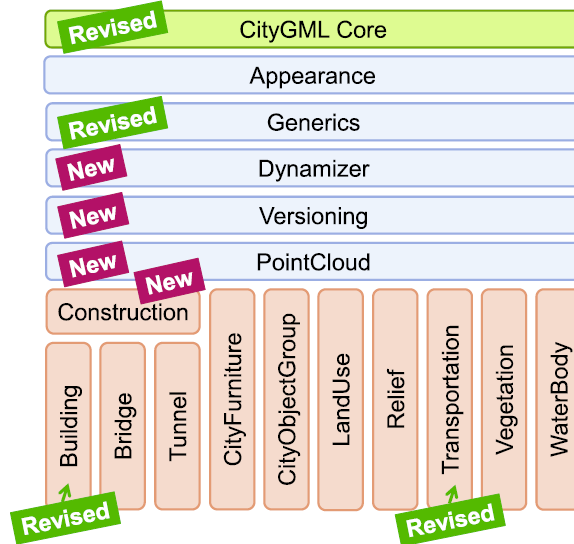 Revised
CityGML Core
Appearance
Revised
Generics
New
Dynamizer
New
Versioning
New
PointCloud
New
Construction
Building
Bridge
Tunnel
CityFurniture
CityObjectGroup
LandUse
Relief
Transportation
Vegetation
WaterBody
Revised
Revised